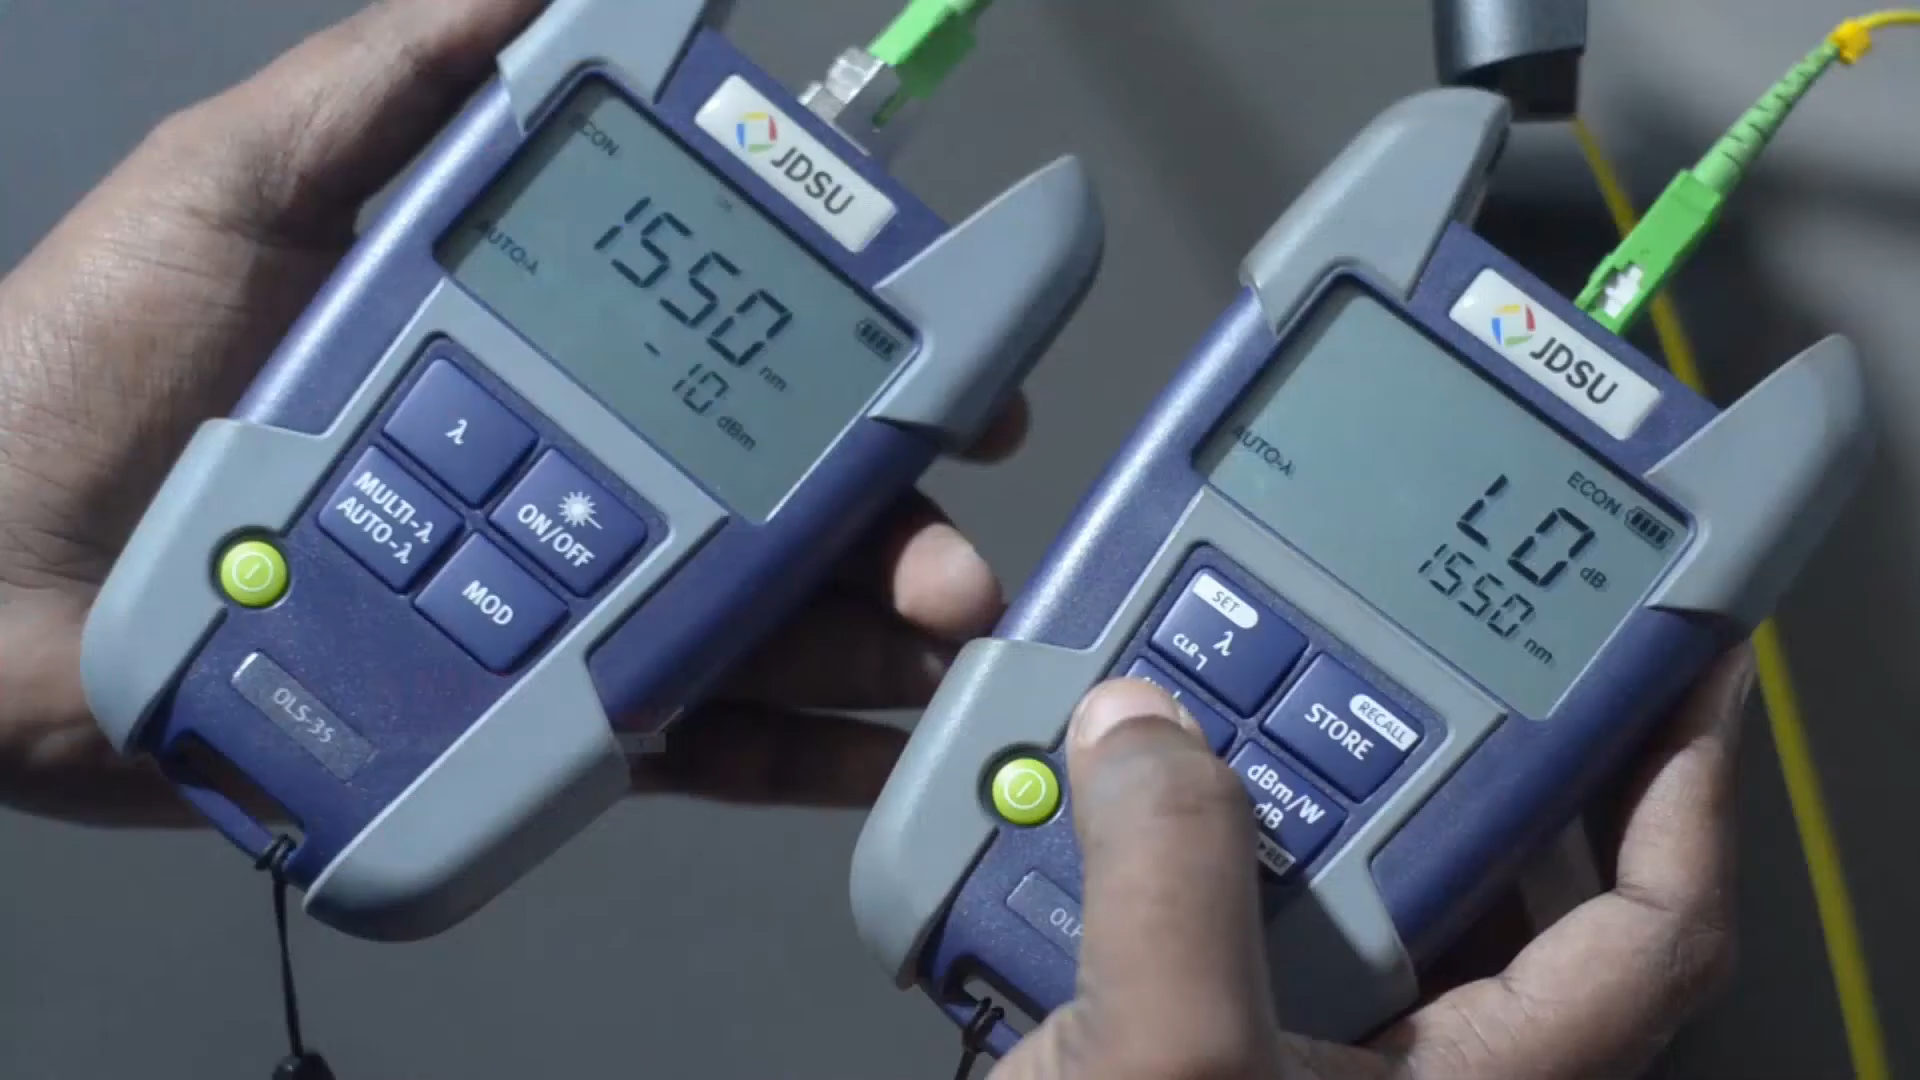 JDSU
ECON
AUTO-λ
1550 nm
-10 dBm
λ
MULTI-λ
AUTO-λ
ON/OFF
MOD
OLS-35
JDSU
AUTO-λ
ECON
LO dB
1550 nm
SET
λ
CLR
STORE
RECALL
dBm/W
dB
REF